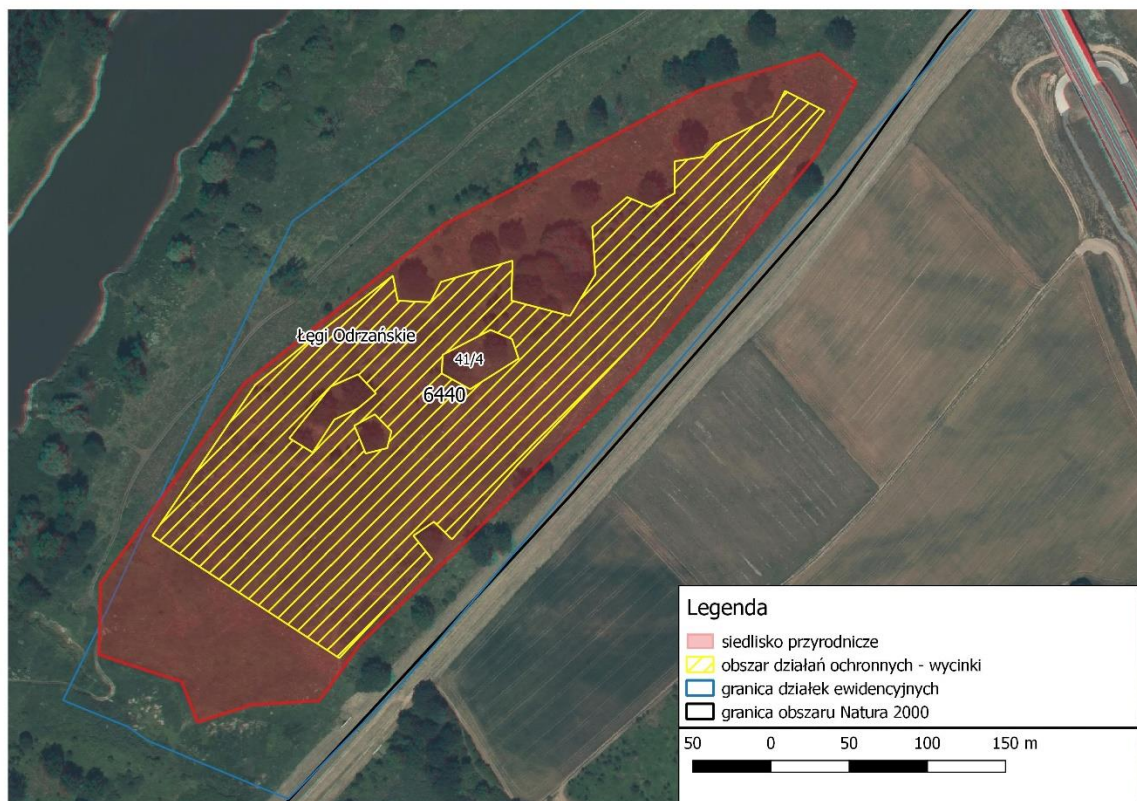 Łęgi Odrzańskie
41/4
6440
Legenda
siedlisko przyrodnicze
obszar działań ochronnych - wycinki
granica działek ewidencyjnych
granica obszaru Natura 2000
50 0 50 100 150 m